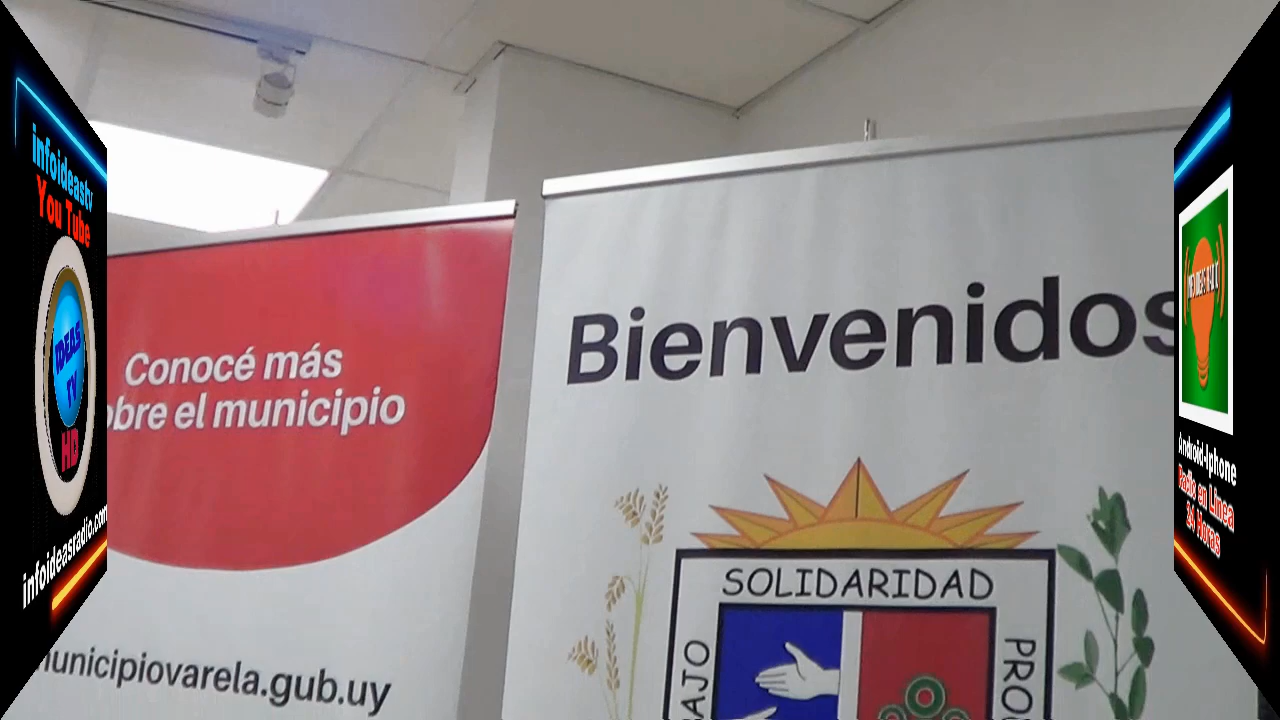 infoideastv
You Tube
IDEAS
TV
HD
infoideasradio.com
Conocé más
obre el municipio
municipiovarela.gub.uy
Bienvenidos
SOLIDARIDAD
AJO
PRO
Android-Iphone
Radio en Línea
24 Horas